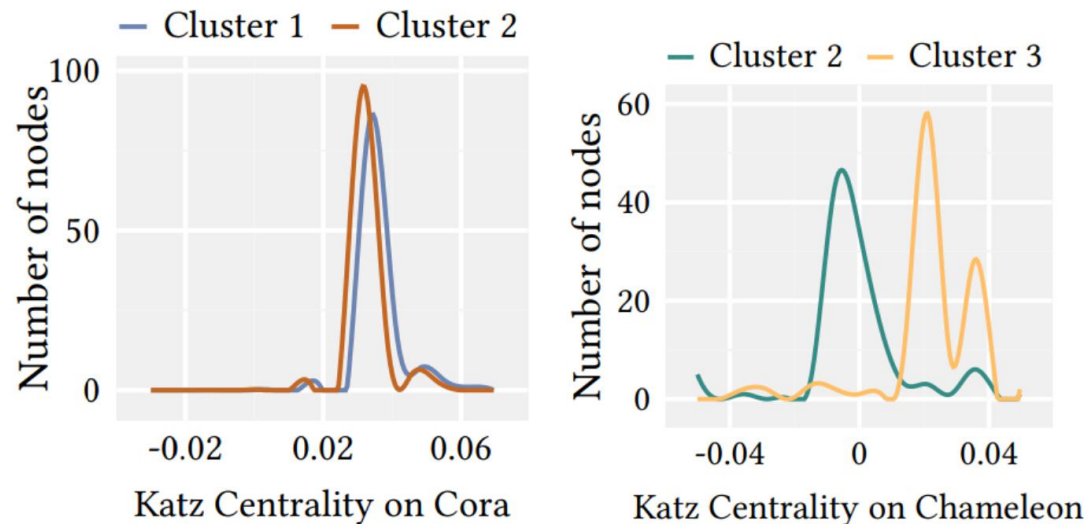 Cluster 1 Cluster 2
Number of nodes
100
50
0
-0.02 0.02 0.06
Katz Centrality on Cora
Cluster 2 Cluster 3
Number of nodes
60
40
20
0
-0.04 0 0.04
Katz Centrality on Chameleon